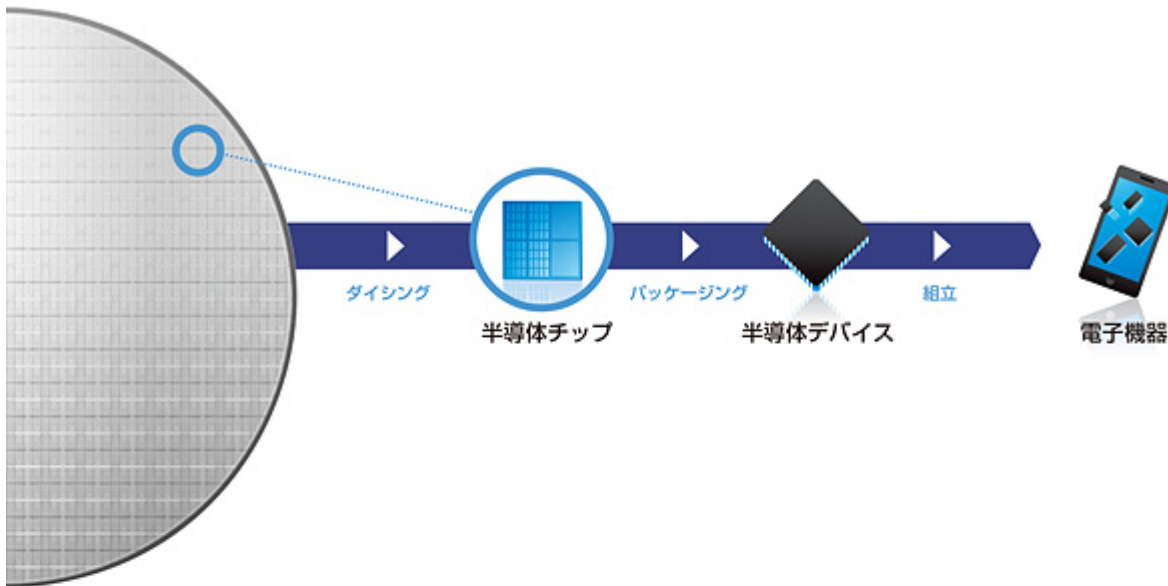 ダイシング
半導体チップ
パッケージング
半導体デバイス
組立
電子機器